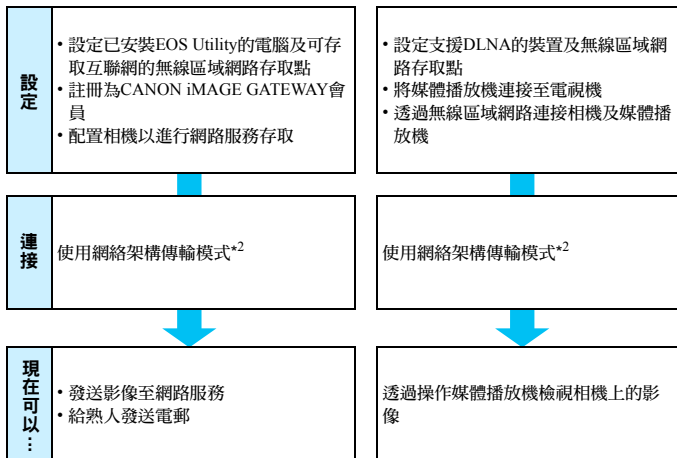 設定
• 設定已安裝EOS Utility的電腦及可存
取互聯網的無線區域網路存取點
• 註冊為CANON iMAGE GATEWAY會
員
• 配置相機以進行網路服務存取
• 設定支援DLNA的裝置及無線區域網
路存取點
• 將媒體播放機連接至電視機
• 透過無線區域網路連接相機及媒體播
放機
連接
使用網絡架構傳輸模式*2
使用網絡架構傳輸模式*2
現在可以…
• 發送影像至網路服務
• 給熟人發送電郵
透過操作媒體播放機檢視相機上的影
像